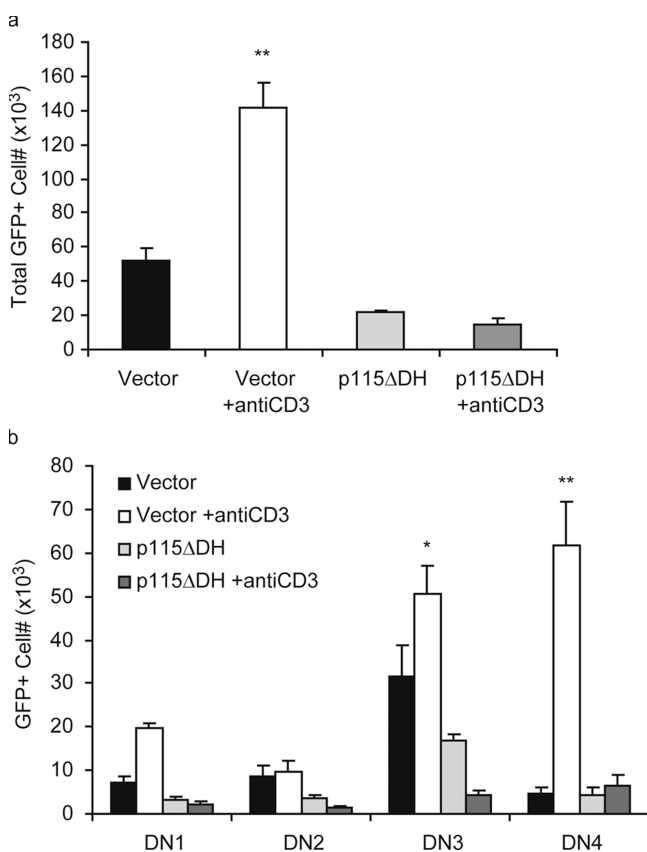 a
Total GFP+ Cell# (x10³)
180
160
140
120
100
80
60
40
20
0
**
Vector
Vector
+antiCD3
p115ΔDH
p115ΔDH
+antiCD3
b
GFP+ Cell# (x10³)
80
70
60
50
40
30
20
10
0
Vector
Vector +antiCD3
p115ΔDH
p115ΔDH +antiCD3
*
**
DN1
DN2
DN3
DN4